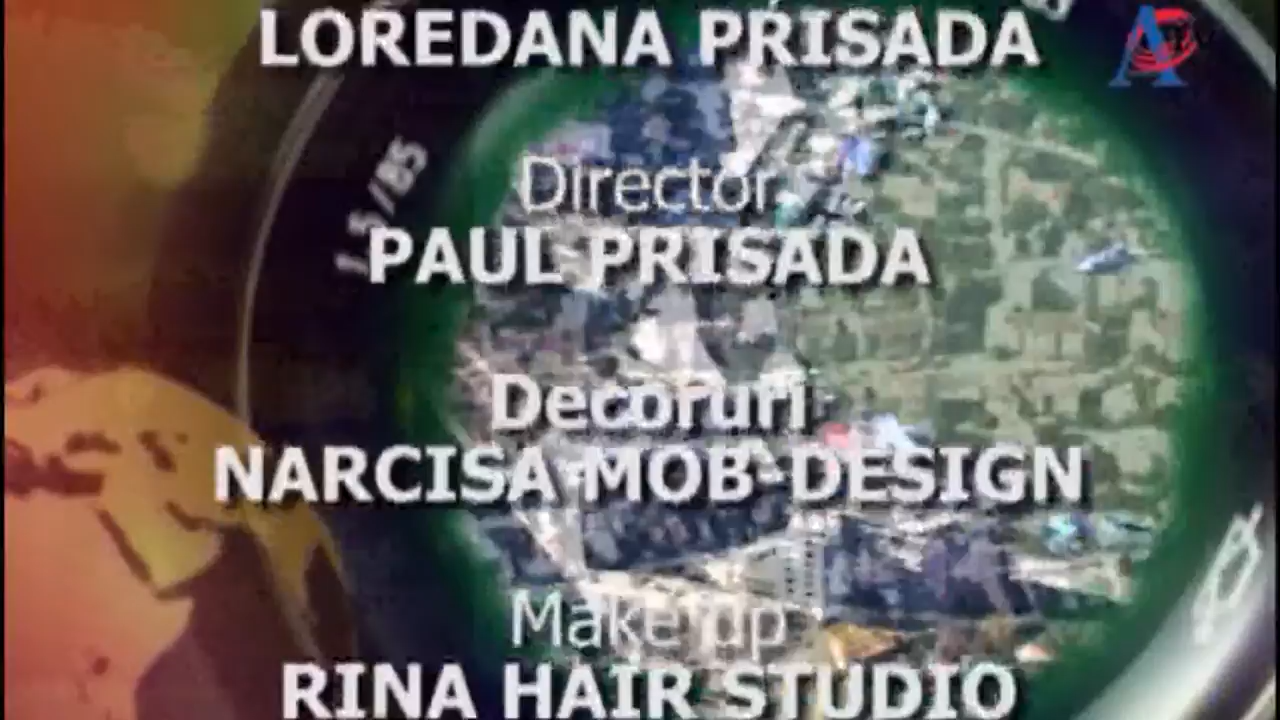 LOREDANA PRISADA
Director
PAUL PRISADA
Decoruri
NARCISA MOB-DESIGN
Make up
RINA HAIR STUDIO